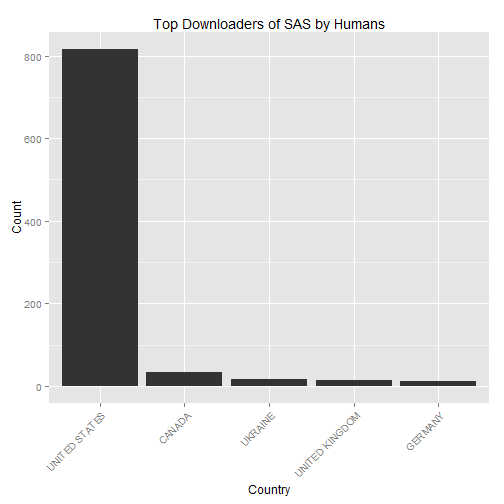 Top Downloaders of SAS by Humans
800
600
400
200
0
Count
UNITED STATES
CANADA
UKRAINE
UNITED KINGDOM
GERMANY
Country